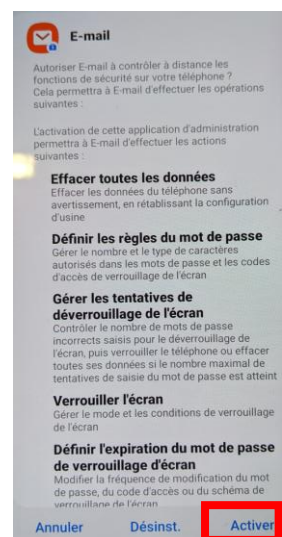 E-mail
Autoriser E-mail à contrôler à distance les
fonctions de sécurité sur votre téléphone ?
Cela permettra à E-mail d'effectuer les opérations
suivantes :
L'activation de cette application d'administration
permettra à E-mail d'effectuer les actions
suivantes :
Effacer toutes les données
Effacer les données du téléphone sans
avertissement, en rétablissant la configuration
d'usine
Définir les règles du mot de passe
Gérer le nombre et le type de caractères
autorisés dans les mots de passe et les codes
d'accès de verrouillage de l'écran
Gérer les tentatives de
déverrouillage de l'écran
Contrôler le nombre de mots de passe
incorrects saisis pour le déverrouillage de
l'écran, puis verrouiller le téléphone ou effacer
toutes ses données si le nombre maximal de
tentatives de saisie du mot de passe est atteint
Verrouiller l'écran
Gérer le mode et les conditions de verrouillage
de l'écran
Définir l'expiration du mot de passe
de verrouillage d'écran
Modifier la fréquence de modification du mot
de passe, du code d'accès ou du schéma de
verrouillage de l'écran
Annuler Désinst. Activer